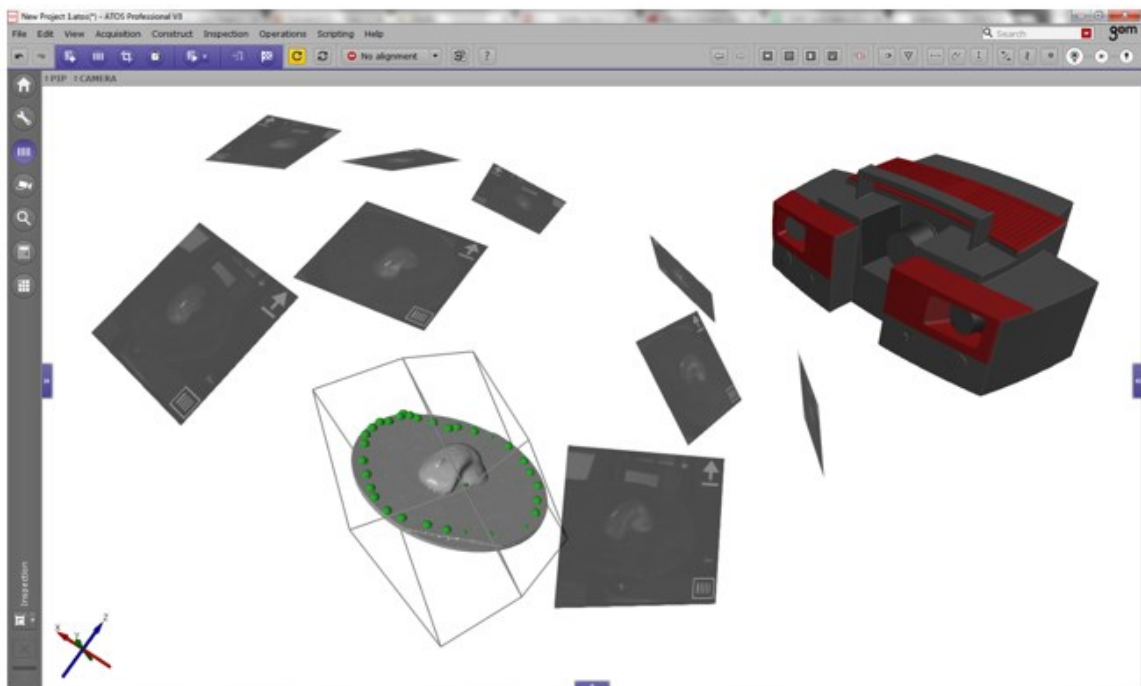 New Project 1.atos(*) - ATOS Professional V8
File Edit View Acquisition Construct Inspection Operations Scripting Help
Search
gom
No alignment
?
PIP CAMERA
Inspection
X Y Z